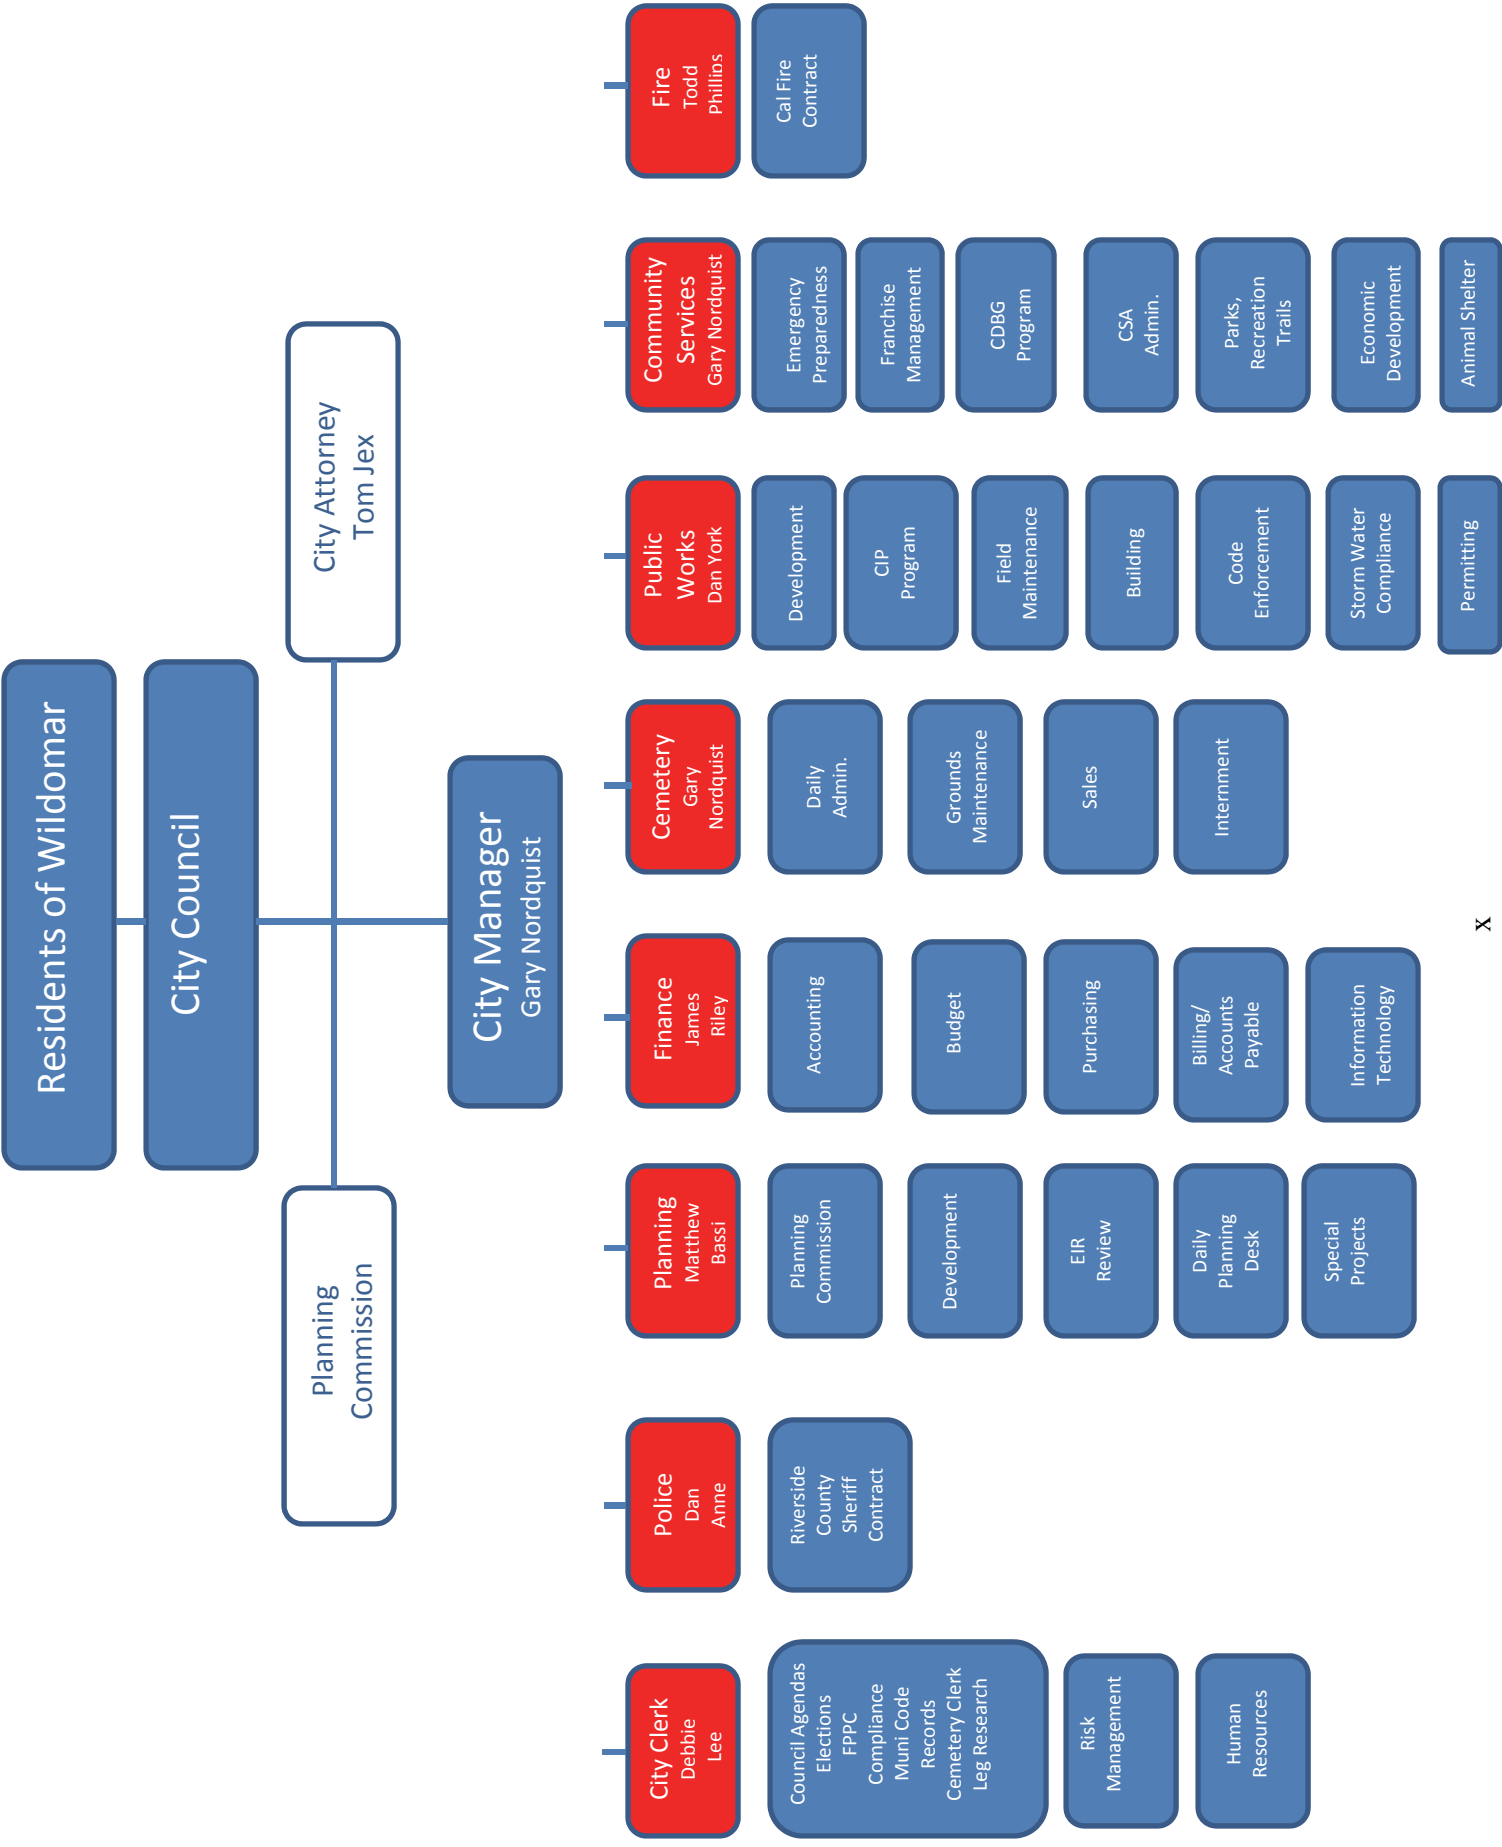 Residents of Wildomar
City Council
Planning
Commission
City Attorney
Tom Jex
City Manager
Gary Nordquist
City Clerk
Debbie
Lee
Council Agendas
Elections
FPPC
Compliance
Muni Code
Records
Cemetery Clerk
Leg Research
Risk
Management
Human
Resources
Police
Dan
Anne
Riverside
County
Sheriff
Contract
Planning
Matthew
Bassi
Planning
Commission
Development
EIR
Review
Daily
Planning
Desk
Special
Projects
Finance
James
Riley
Accounting
Budget
Purchasing
Billing/
Accounts
Payable
Information
Technology
Cemetery
Gary
Nordquist
Daily
Admin.
Grounds
Maintenance
Sales
Internment
Public
Works
Dan York
Development
CIP
Program
Field
Maintenance
Building
Code
Enforcement
Storm Water
Compliance
Permitting
Community
Services
Gary Nordquist
Emergency
Preparedness
Franchise
Management
CDBG
Program
CSA
Admin.
Parks,
Recreation
Trails
Economic
Development
Animal Shelter
Fire
Todd
Phillips
Cal Fire
Contract
x